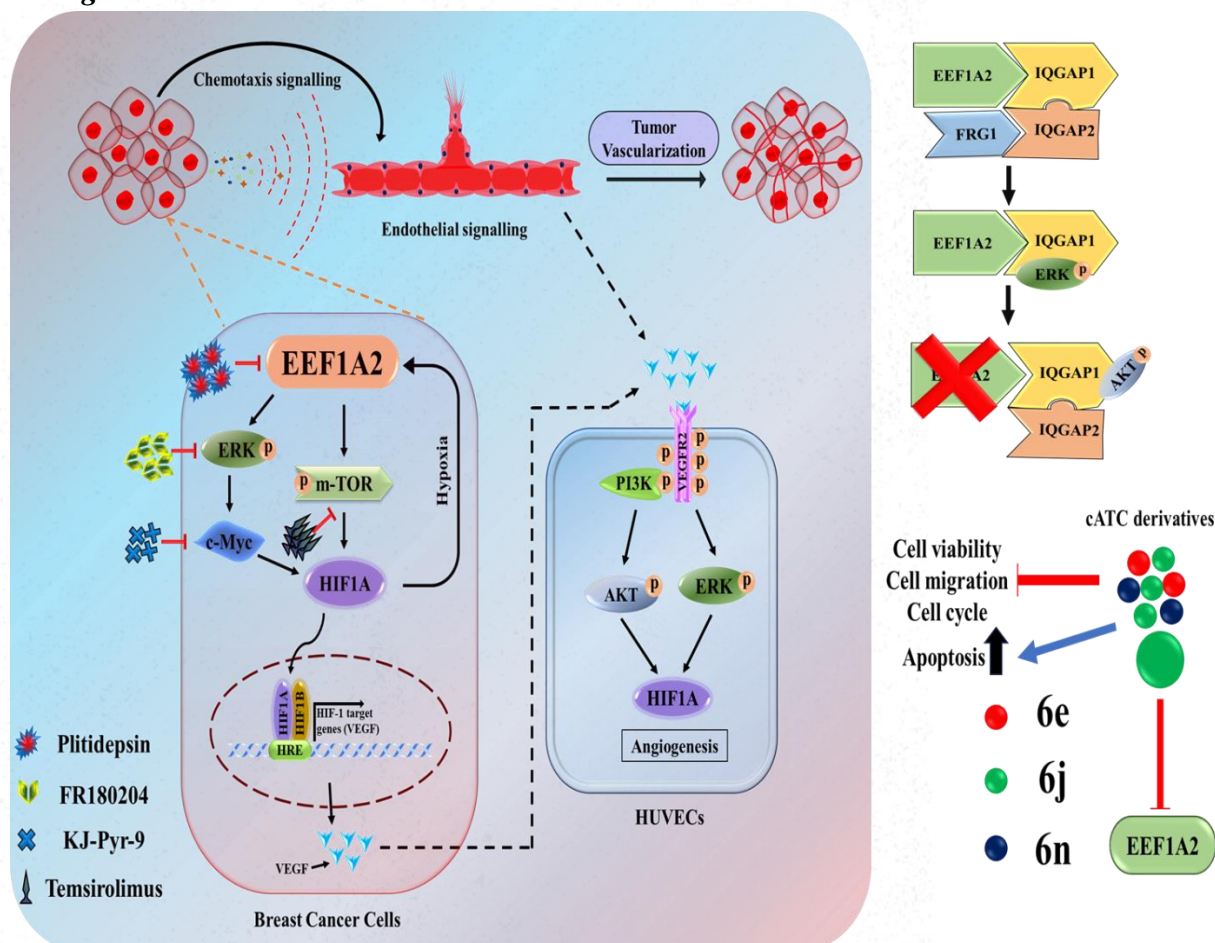 Chemotaxis signalling
Endothelial signalling
Tumor
Vascularization
EEF1A2
ERK
p
p
m-TOR
c-Myc
HIF1A
Hypoxia
HIF1A
HIF1B
HIF-1 target
genes (VEGF)
HRE
VEGF
Breast Cancer Cells
Plitidepsin
FR180204
KJ-Pyr-9
Temsirolimus
VEGFR2
p
p
p
p
p
p
PI3K
AKT
p
ERK
p
HIF1A
Angiogenesis
HUVECs
EEF1A2
IQGAP1
FRG1
IQGAP2
EEF1A2
IQGAP1
ERK
p
IQGAP1
AKT
p
IQGAP2
cATC derivatives
Cell viability
Cell migration
Cell cycle
Apoptosis
6e
6j
6n
EEF1A2